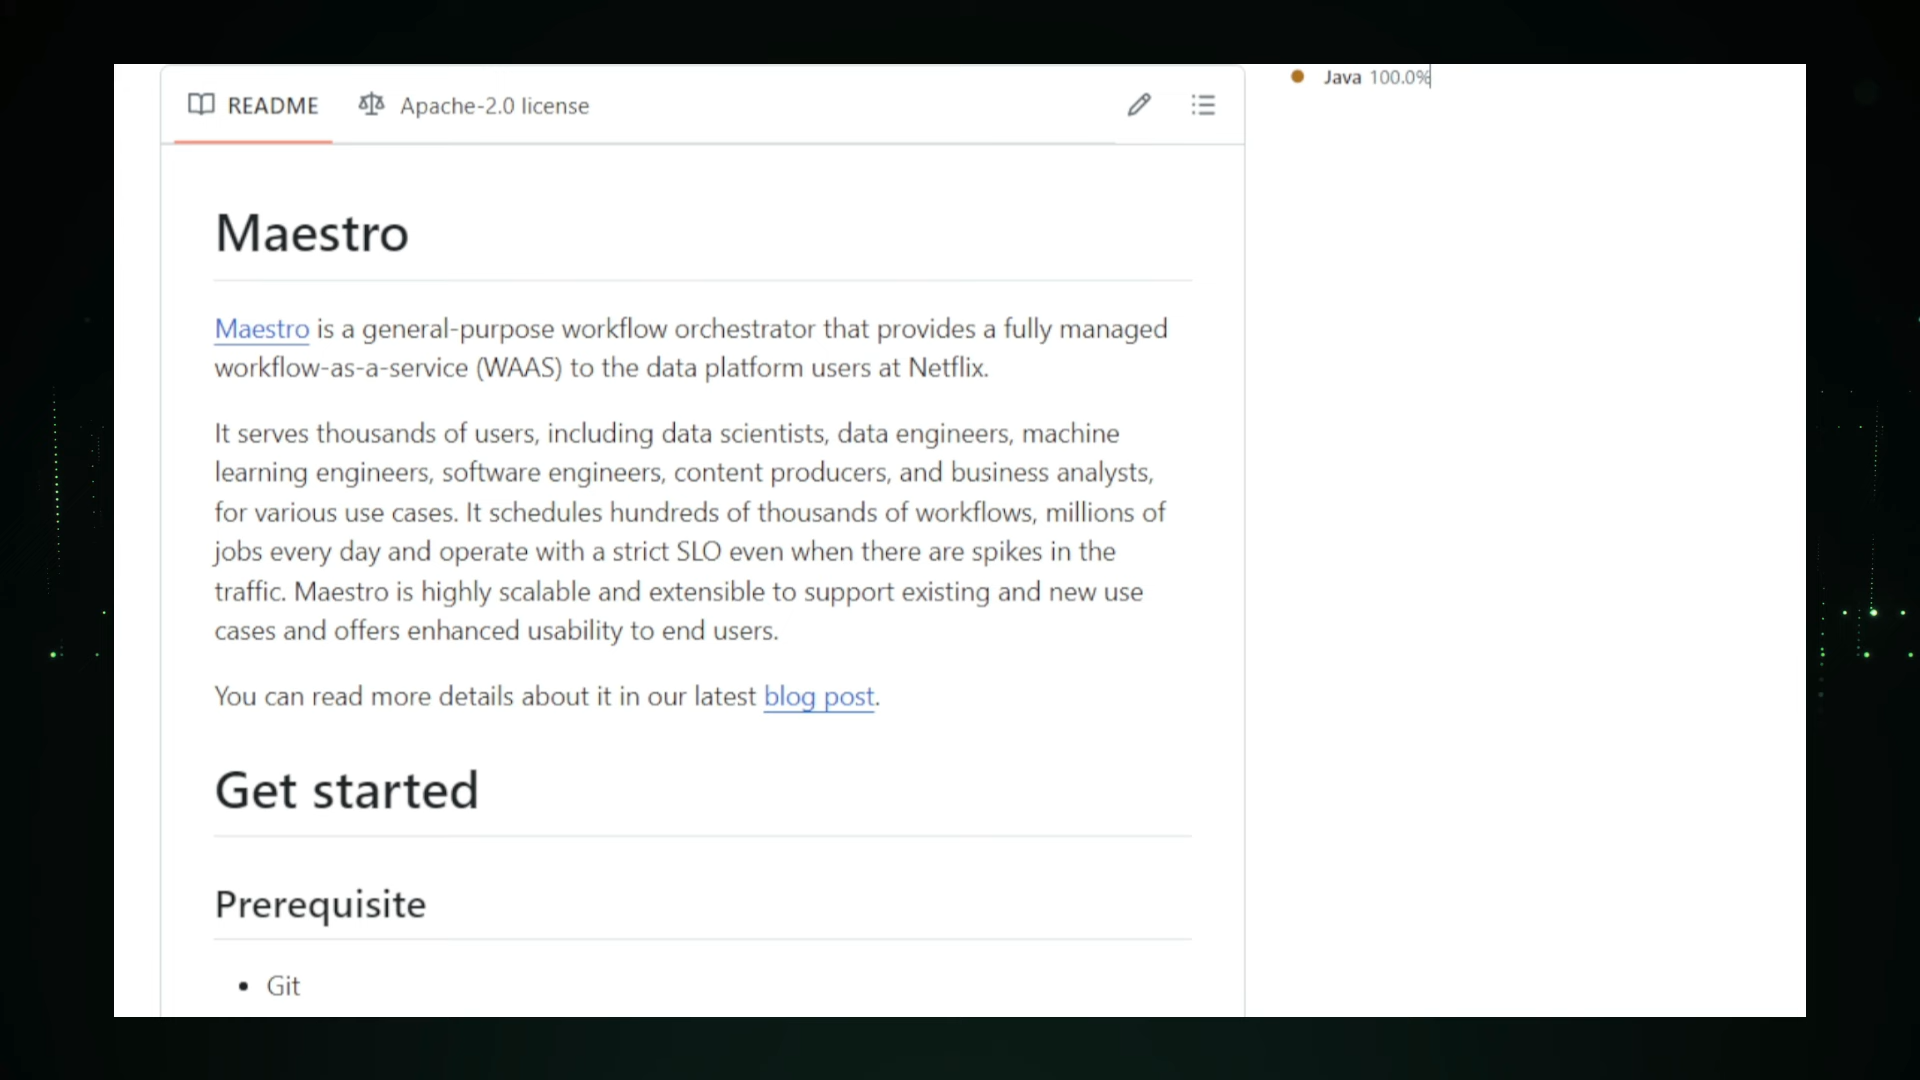 README
Apache-2.0 license
Java 100.0%
Maestro
Maestro is a general-purpose workflow orchestrator that provides a fully managed
workflow-as-a-service (WAAS) to the data platform users at Netflix.
It serves thousands of users, including data scientists, data engineers, machine
learning engineers, software engineers, content producers, and business analysts,
for various use cases. It schedules hundreds of thousands of workflows, millions of
jobs every day and operate with a strict SLO even when there are spikes in the
traffic. Maestro is highly scalable and extensible to support existing and new use
cases and offers enhanced usability to end users.
You can read more details about it in our latest blog post.
Get started
Prerequisite
• Git